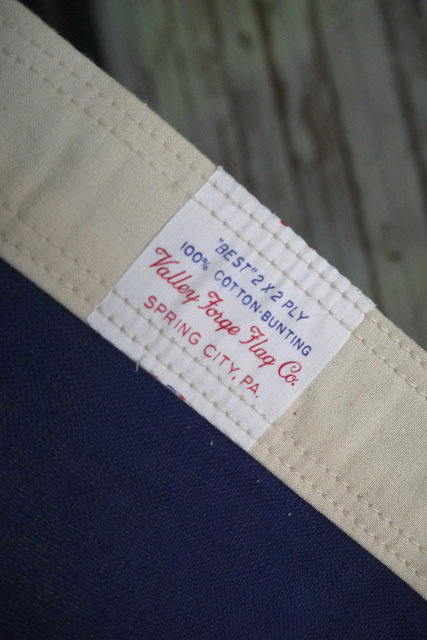 "BEST" 2 X 2 PLY
100% COTTON-BUNTING
Valley Forge Flag Co.
SPRING CITY, PA.